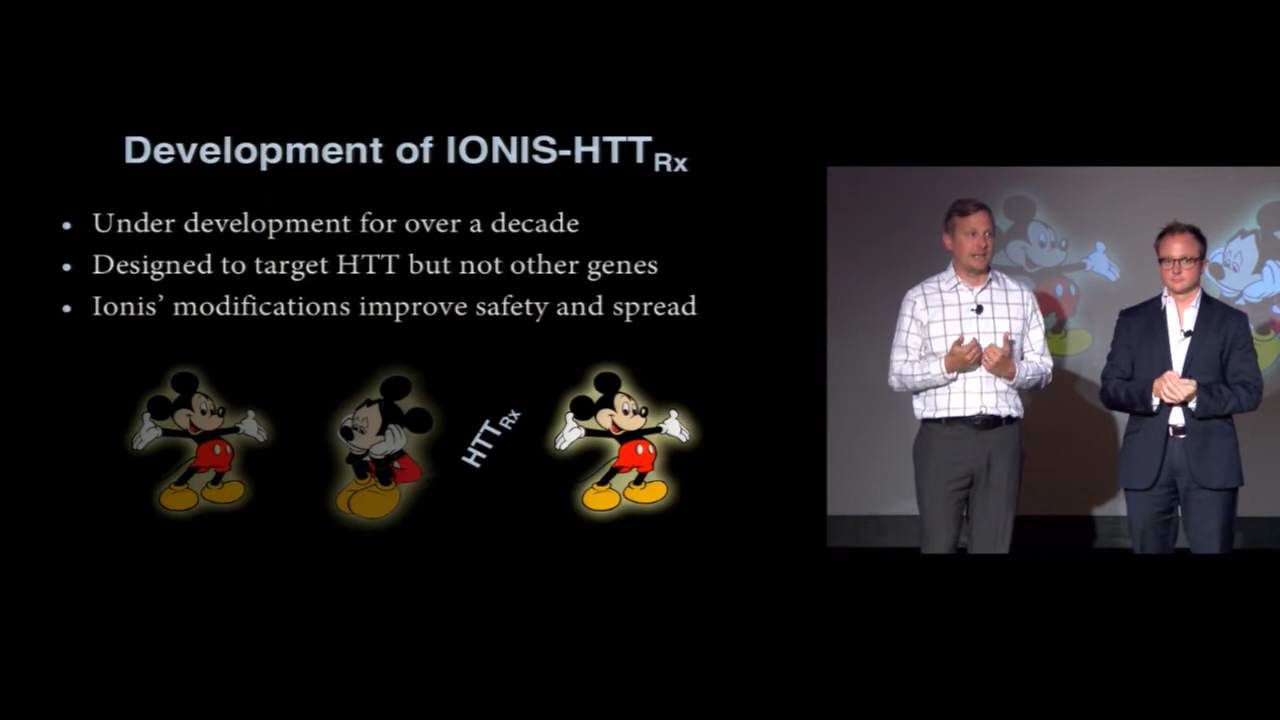 Development of IONIS-HTTRx
• Under development for over a decade
• Designed to target HTT but not other genes
• Ionis’ modifications improve safety and spread
HTTRx